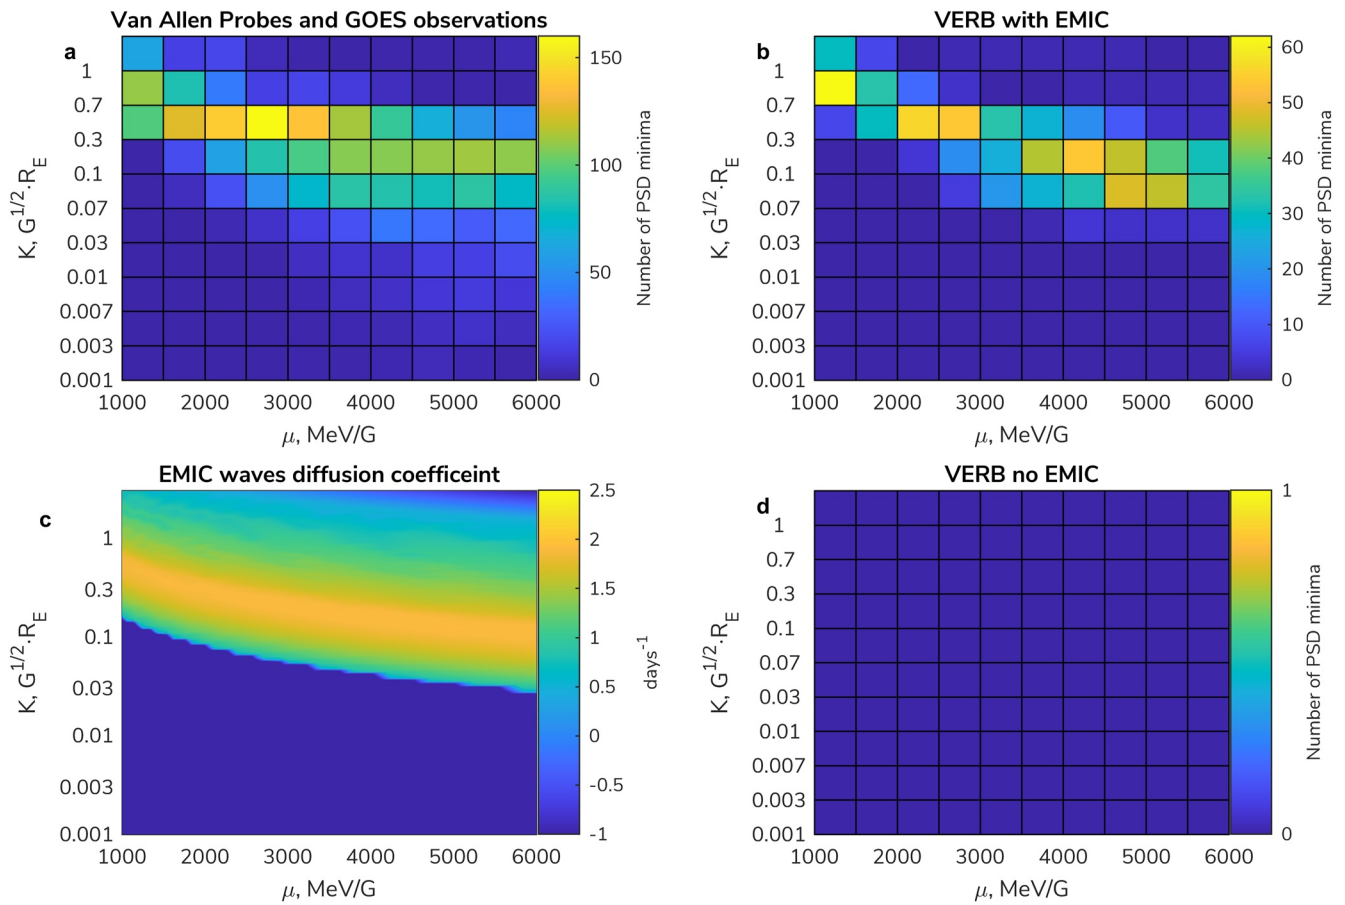 Van Allen Probes and GOES observations
a
1
0.7
0.3
0.1
0.07
0.03
0.01
0.007
0.003
0.001
K, G^1/2·R_E
1000 2000 3000 4000 5000 6000
μ, MeV/G
150
100
50
0
Number of PSD minima
VERB with EMIC
b
1
0.7
0.3
0.1
0.07
0.03
0.01
0.007
0.003
0.001
K, G^1/2·R_E
1000 2000 3000 4000 5000 6000
μ, MeV/G
60
50
40
30
20
10
0
Number of PSD minima
EMIC waves diffusion coefficeint
c
1
0.3
0.1
0.03
0.01
0.003
0.001
K, G^1/2·R_E
1000 2000 3000 4000 5000 6000
μ, MeV/G
2.5
2
1.5
1
0.5
0
-0.5
-1
days^-1
VERB no EMIC
d
1
0.7
0.3
0.1
0.07
0.03
0.01
0.007
0.003
0.001
K, G^1/2·R_E
1000 2000 3000 4000 5000 6000
μ, MeV/G
1
0
Number of PSD minima